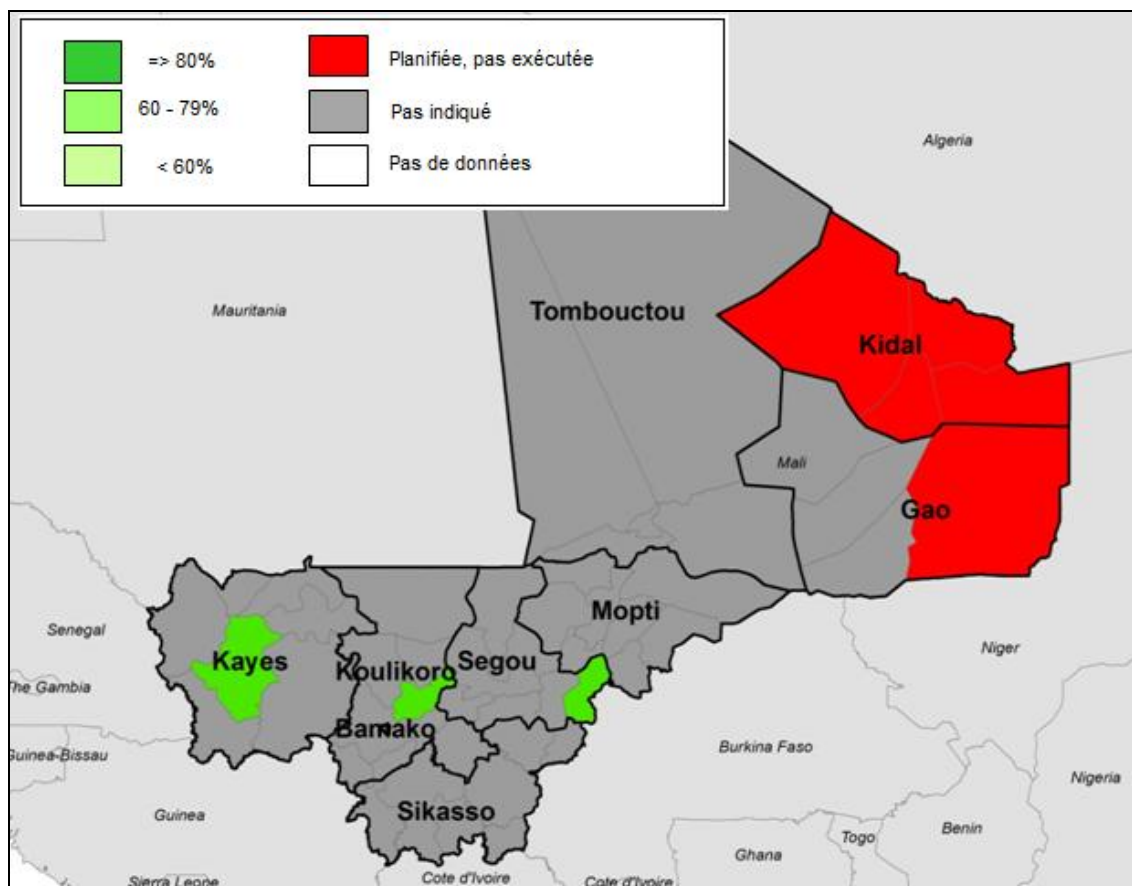 => 80%
Planifiée, pas exécutée
60 - 79%
Pas indiqué
< 60%
Pas de données
Algeria
Mauritania
Tombouctou
Kidal
Mali
Gao
Senegal
Mopti
Niger
Kayes
Koulikoro
Segou
The Gambia
Bamako
Burkina Faso
Guinea-Bissau
Nigeria
Guinea
Sikasso
Benin
Togo
Ghana
Sierra Leone
Cote d'Ivoire
Cote d'Ivoire